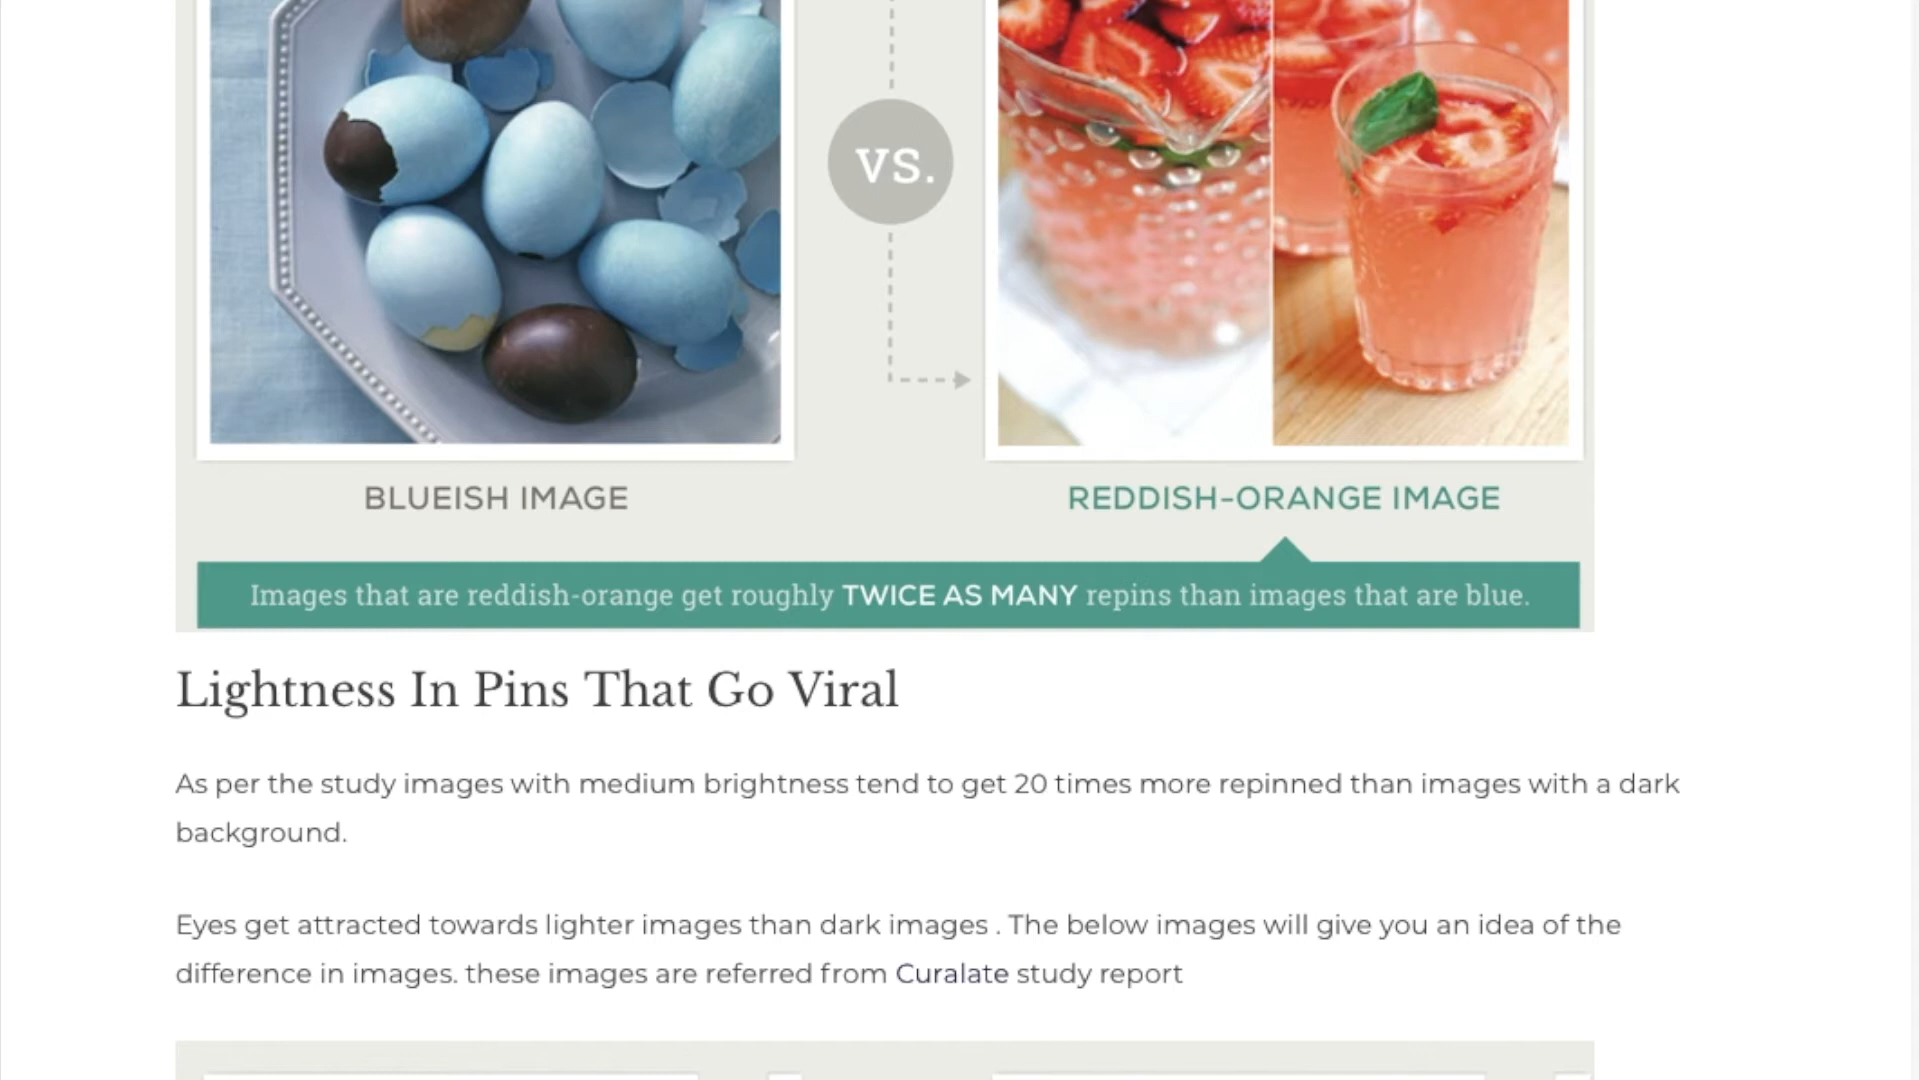 VS.
BLUEISH IMAGE
REDDISH-ORANGE IMAGE
Images that are reddish-orange get roughly TWICE AS MANY repins than images that are blue.
Lightness In Pins That Go Viral
As per the study images with medium brightness tend to get 20 times more repinned than images with a dark
background.
Eyes get attracted towards lighter images than dark images . The below images will give you an idea of the
difference in images. these images are referred from Curalate study report